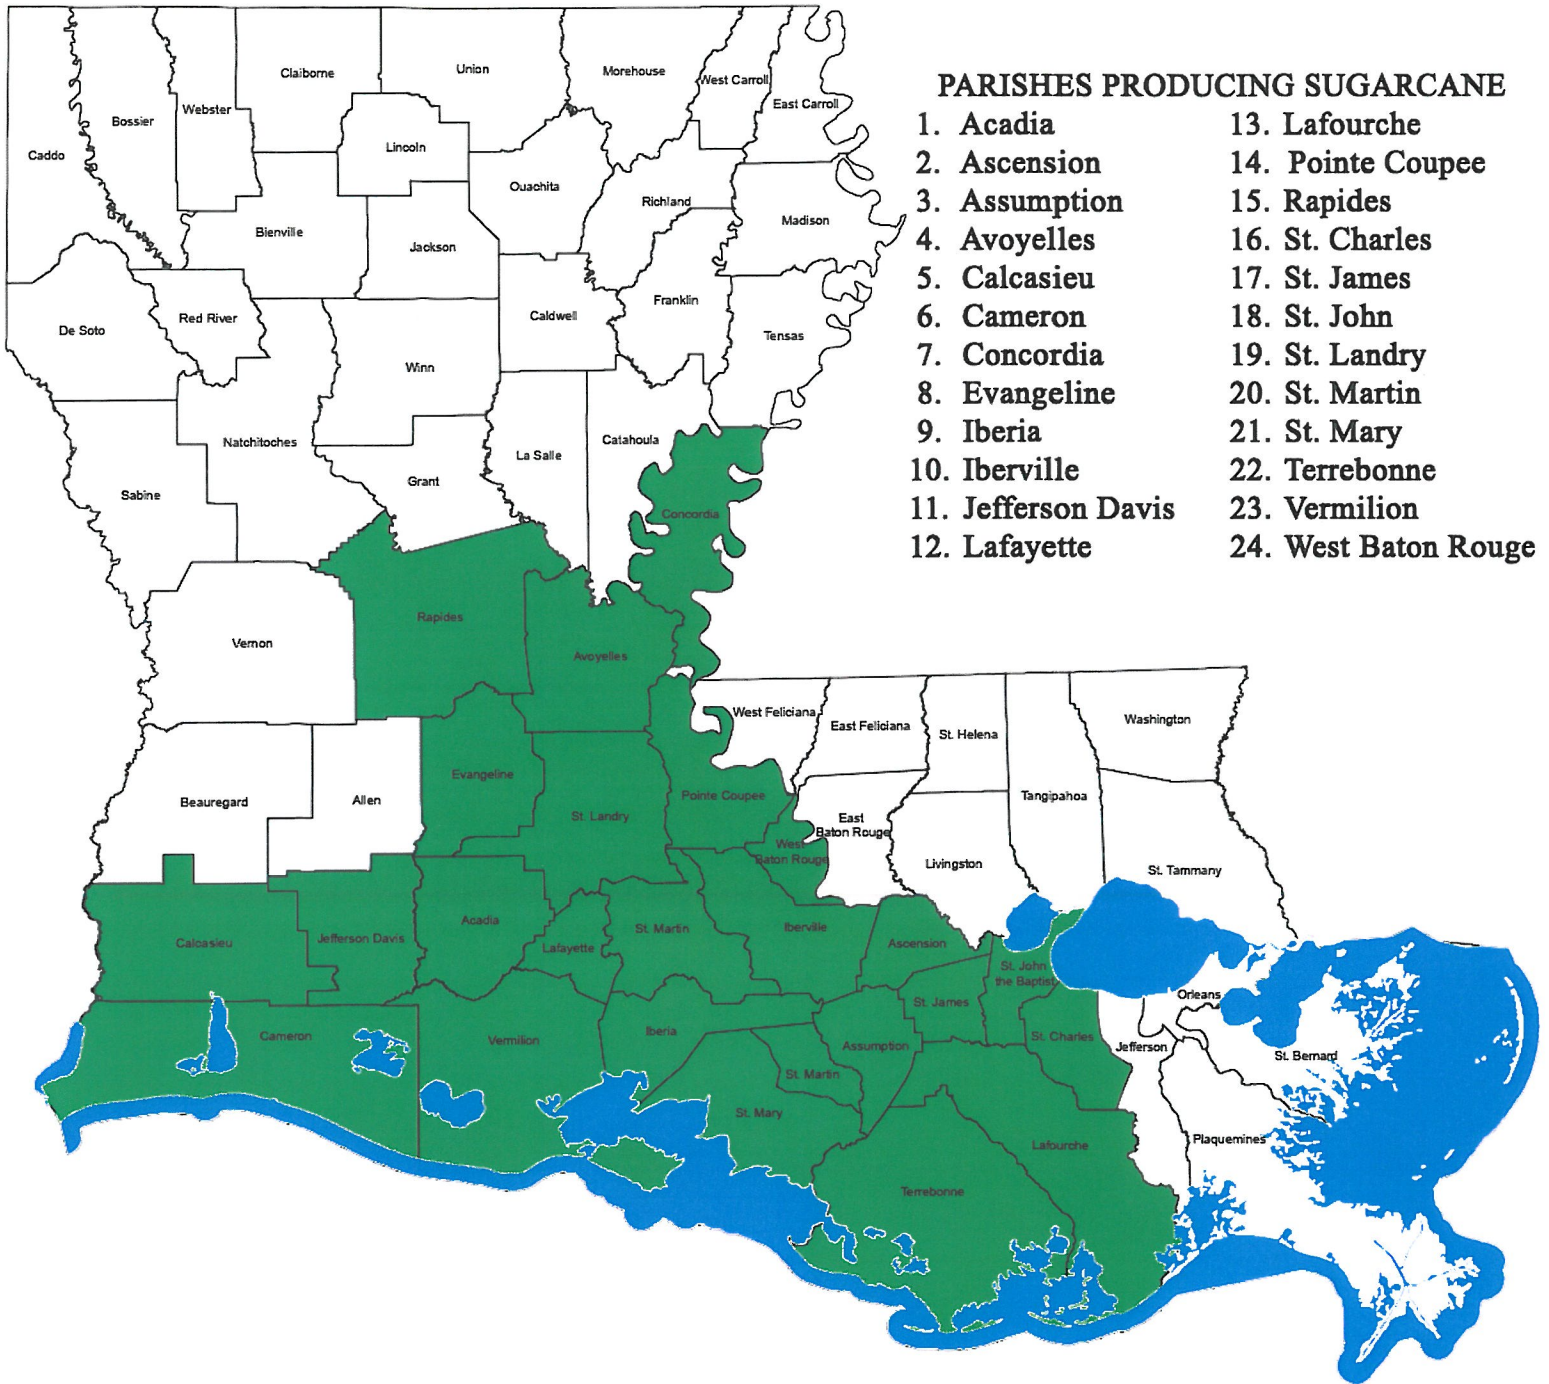 PARISHES PRODUCING SUGARCANE
1. Acadia
2. Ascension
3. Assumption
4. Avoyelles
5. Calcasieu
6. Cameron
7. Concordia
8. Evangeline
9. Iberia
10. Iberville
11. Jefferson Davis
12. Lafayette
13. Lafourche
14. Pointe Coupee
15. Rapides
16. St. Charles
17. St. James
18. St. John
19. St. Landry
20. St. Martin
21. St. Mary
22. Terrebonne
23. Vermilion
24. West Baton Rouge
Caddo
Bossier
Webster
Claiborne
Union
Morehouse
West Carroll
East Carroll
Lincoln
Ouachita
Richland
Madison
Bienville
Jackson
De Soto
Red River
Caldwell
Franklin
Tensas
Winn
Natchitoches
Sabine
Grant
La Salle
Catahoula
Concordia
Vernon
Rapides
Avoyelles
West Feliciana
East Feliciana
St. Helena
Tangipahoa
Washington
Beauregard
Allen
Evangeline
St. Landry
Pointe Coupee
West
Baton Rouge
East
Baton Rouge
Livingston
St. Tammany
Calcasieu
Jefferson Davis
Acadia
Lafayette
St. Martin
Iberville
Ascension
St. John
the Baptist
St. James
St. Charles
Orleans
Jefferson
St. Bernard
Cameron
Vermilion
Iberia
Assumption
St. Martin
St. Mary
Lafourche
Terrebonne
Plaquemines